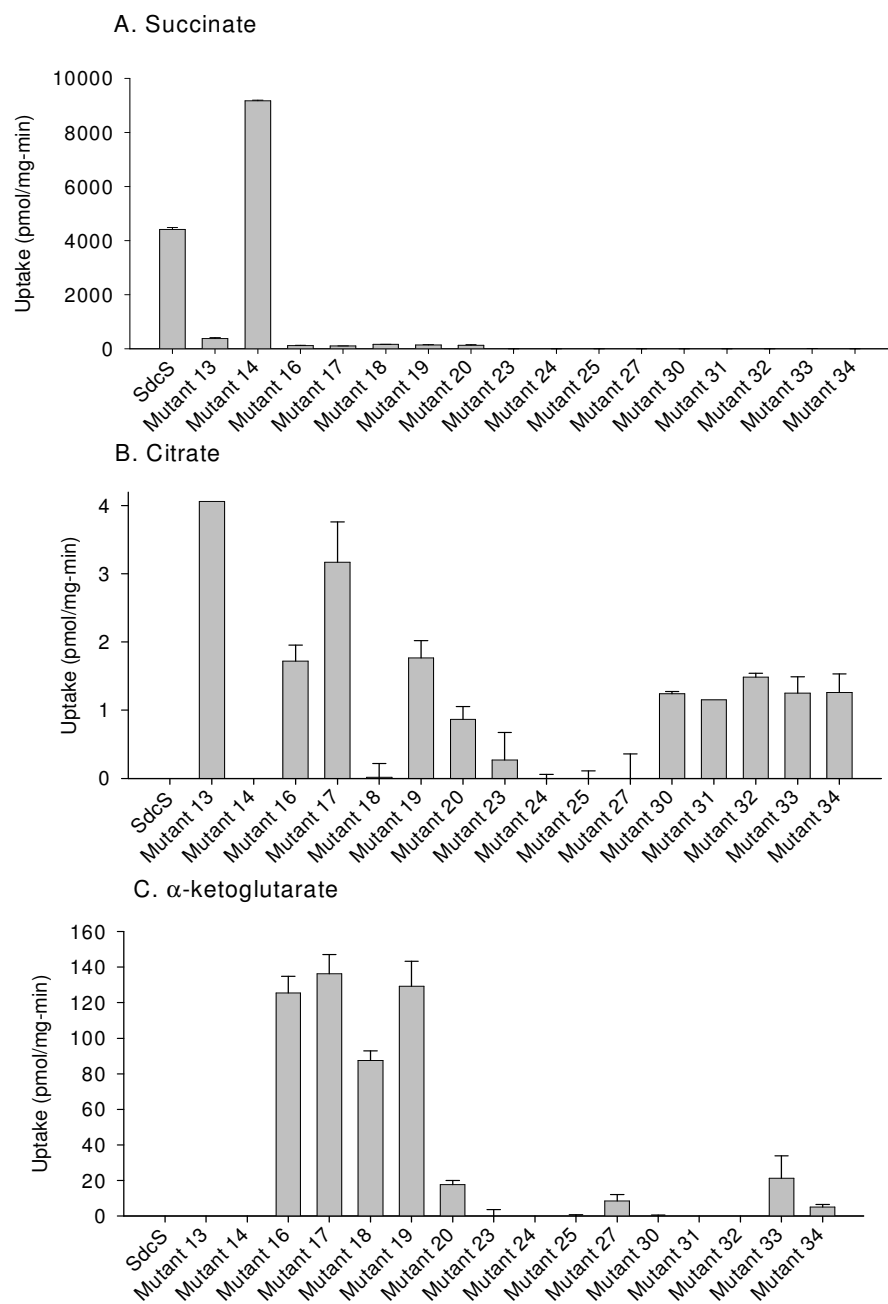 A. Succinate
Uptake (pmol/mg-min)
10000
8000
6000
4000
2000
0
SdcS
Mutant 13
Mutant 14
Mutant 16
Mutant 17
Mutant 18
Mutant 19
Mutant 20
Mutant 23
Mutant 24
Mutant 25
Mutant 27
Mutant 30
Mutant 31
Mutant 32
Mutant 33
Mutant 34
B. Citrate
Uptake (pmol/mg-min)
4
3
2
1
0
SdcS
Mutant 13
Mutant 14
Mutant 16
Mutant 17
Mutant 18
Mutant 19
Mutant 20
Mutant 23
Mutant 24
Mutant 25
Mutant 27
Mutant 30
Mutant 31
Mutant 32
Mutant 33
Mutant 34
C. α-ketoglutarate
Uptake (pmol/mg-min)
160
140
120
100
80
60
40
20
0
SdcS
Mutant 13
Mutant 14
Mutant 16
Mutant 17
Mutant 18
Mutant 19
Mutant 20
Mutant 23
Mutant 24
Mutant 25
Mutant 27
Mutant 30
Mutant 31
Mutant 32
Mutant 33
Mutant 34